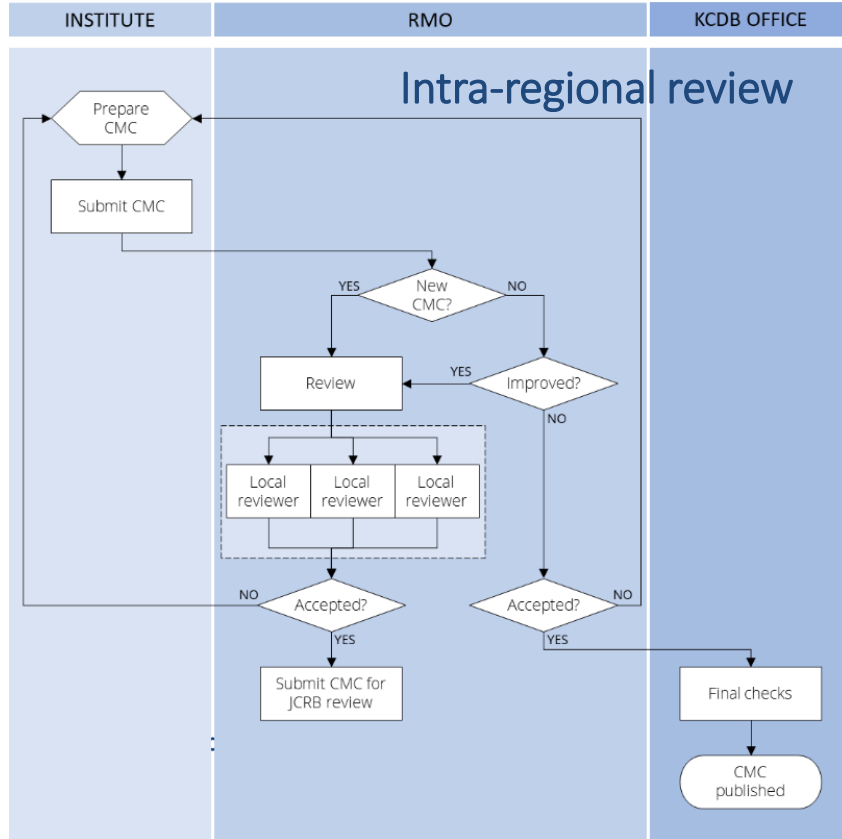 INSTITUTE
RMO
KCDB OFFICE
Intra-regional review
Prepare
CMC
Submit CMC
New
CMC?
YES
NO
Review
YES
Improved?
NO
Local
reviewer
Local
reviewer
Local
reviewer
NO
Accepted?
YES
Accepted?
NO
YES
Submit CMC for
JCRB review
Final checks
:
CMC
published